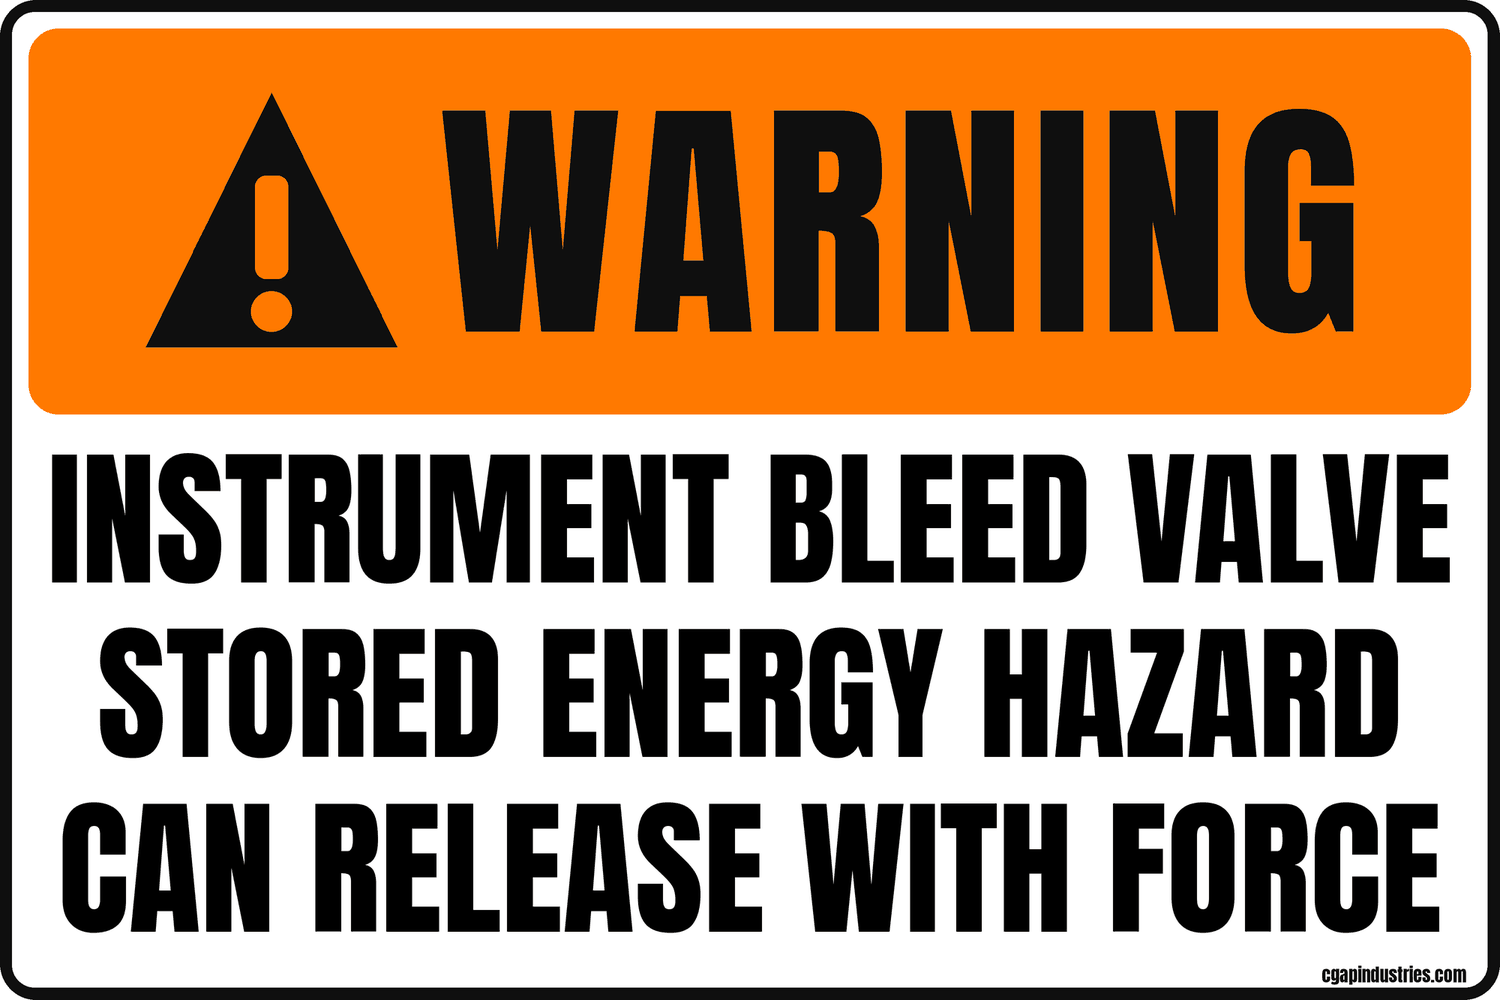 WARNING
INSTRUMENT BLEED VALVE
STORED ENERGY HAZARD
CAN RELEASE WITH FORCE
cgapindustries.com